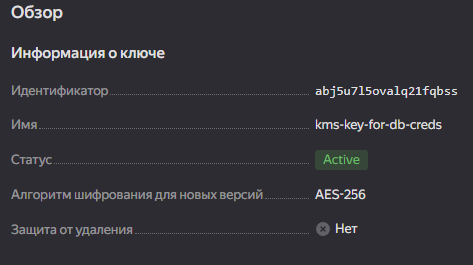 Обзор
Информация о ключе
Идентификатор abj5u7l5ovalq21fqbss
Имя kms-key-for-db-creds
Статус Active
Алгоритм шифрования для новых версий AES-256
Защита от удаления Нет